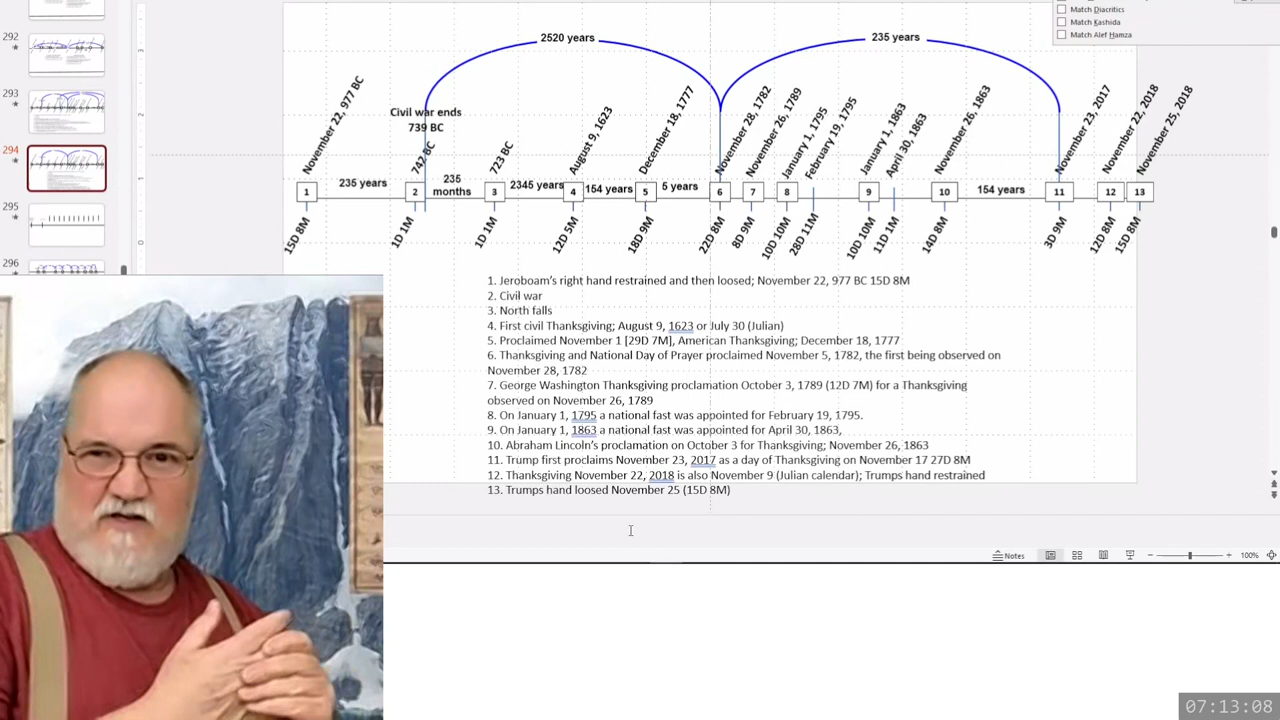 Match Diacritics
Match Kashida
Match Alef Hamza
292
293
294
295
296
3
2
1
0
2520 years
235 years
Civil war ends
739 BC
November 22, 977 BC
742 BC
723 BC
August 9, 1623
December 18, 1777
November 28, 1782
November 26, 1789
January 1, 1795
February 19, 1795
January 1, 1863
April 30, 1863
November 26, 1863
November 23, 2017
November 22, 2018
November 25, 2018
235 years
235
months
2345 years
154 years
5 years
154 years
1
2
3
4
5
6
7
8
9
10
11
12
13
15D 8M
1D 1M
1D 1M
12D 5M
18D 9M
22D 8M
8D 9M
10D 10M
28D 11M
10D 10M
11D 1M
14D 8M
3D 9M
12D 8M
15D 8M
1. Jeroboam's right hand restrained and then loosed; November 22, 977 BC 15D 8M
2. Civil war
3. North falls
4. First civil Thanksgiving; August 9, 1623 or July 30 (Julian)
5. Proclaimed November 1 [29D 7M], American Thanksgiving; December 18, 1777
6. Thanksgiving and National Day of Prayer proclaimed November 5, 1782, the first being observed on
November 28, 1782
7. George Washington Thanksgiving proclamation October 3, 1789 (12D 7M) for a Thanksgiving
observed on November 26, 1789
8. On January 1, 1795 a national fast was appointed for February 19, 1795.
9. On January 1, 1863 a national fast was appointed for April 30, 1863,
10. Abraham Lincoln's proclamation on October 3 for Thanksgiving; November 26, 1863
11. Trump first proclaims November 23, 2017 as a day of Thanksgiving on November 17 27D 8M
12. Thanksgiving November 22, 2018 is also November 9 (Julian calendar); Trumps hand restrained
13. Trumps hand loosed November 25 (15D 8M)
Notes
100%
07:13:08